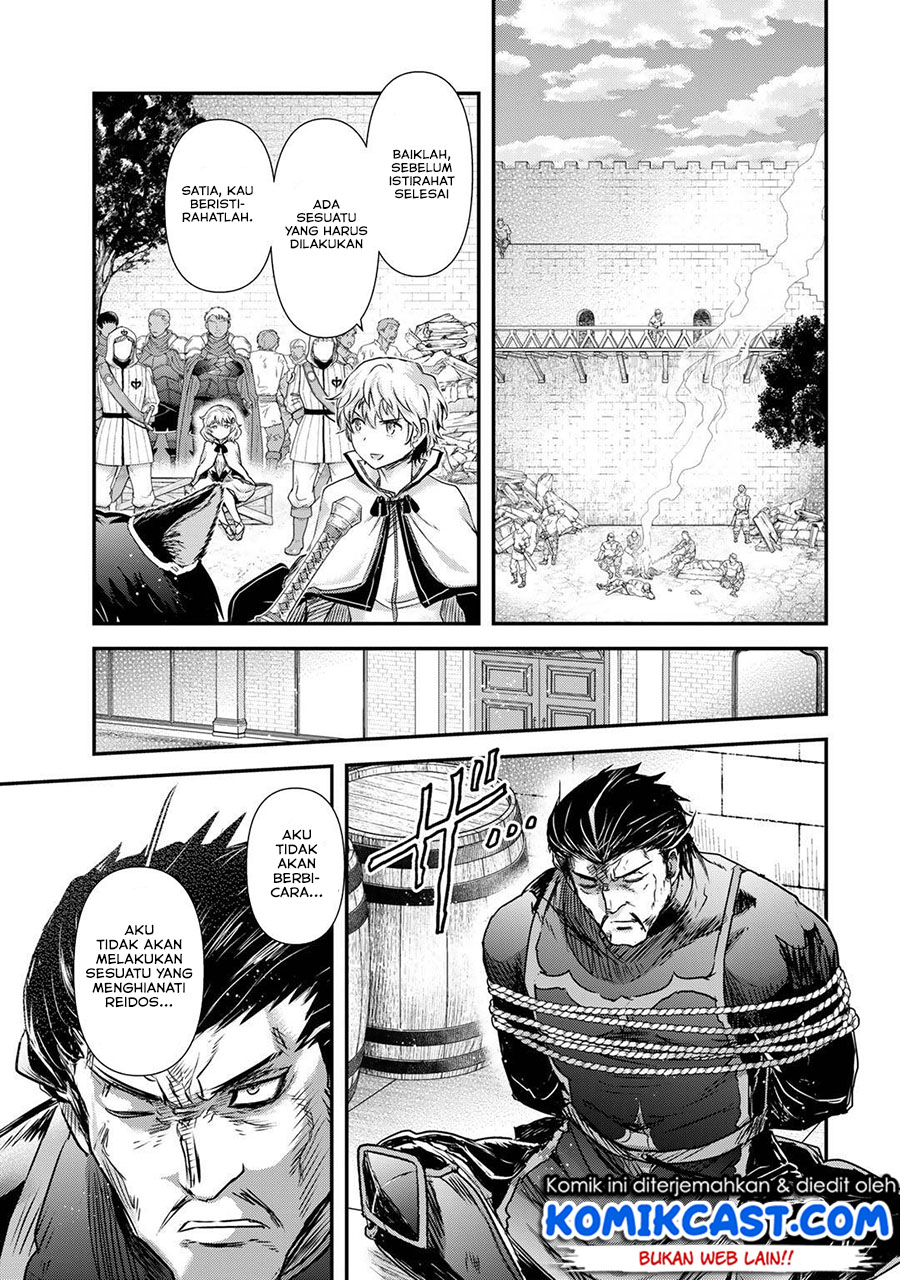 BAIKLAH,
SEBELUM
ISTIRAHAT
SELESAI
ADA
SESUATU
YANG HARUS
DILAKUKAN
SATIA, KAU
BERISTI-
RAHATLAH.
ザ"...
AKU
TIDAK
AKAN
BERBI-
CARA...
AKU
TIDAK AKAN
MELAKUKAN
SESUATU YANG
MENGHIANATI
REIDOS...
Komik ini diterjemahkan & diedit oleh
KOMIKCAST.COM
BUKAN WEB LAIN!!